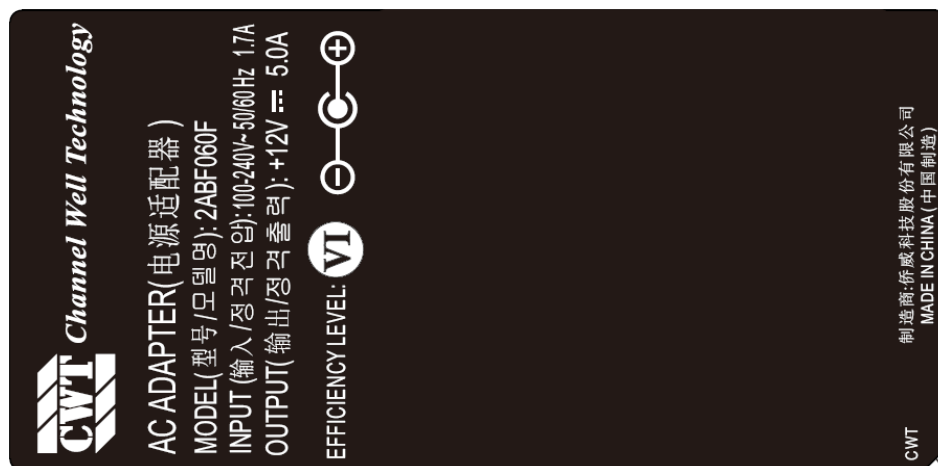 CWT Channel Well Technology
AC ADAPTER(电源适配器)
MODEL(型号/모델명): 2ABF060F
INPUT (输入/정격전압):100-240V~50/60Hz 1.7A
OUTPUT(输出/정격출력): +12V ⎓ 5.0A
EFFICIENCY LEVEL: VI
CWT
制造商:侨威科技股份有限公司
MADE IN CHINA(中国制造)